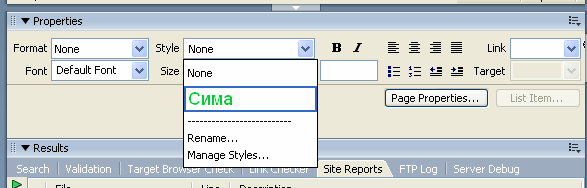 Properties
Format None Style None B I Link
Font Default Font Size Target
None
Сима
Page Properties... List Item...
Rename...
Manage Styles...
Results
Search Validation Target Browser Check Link Checker Site Reports FTP Log Server Debug
File Line Description